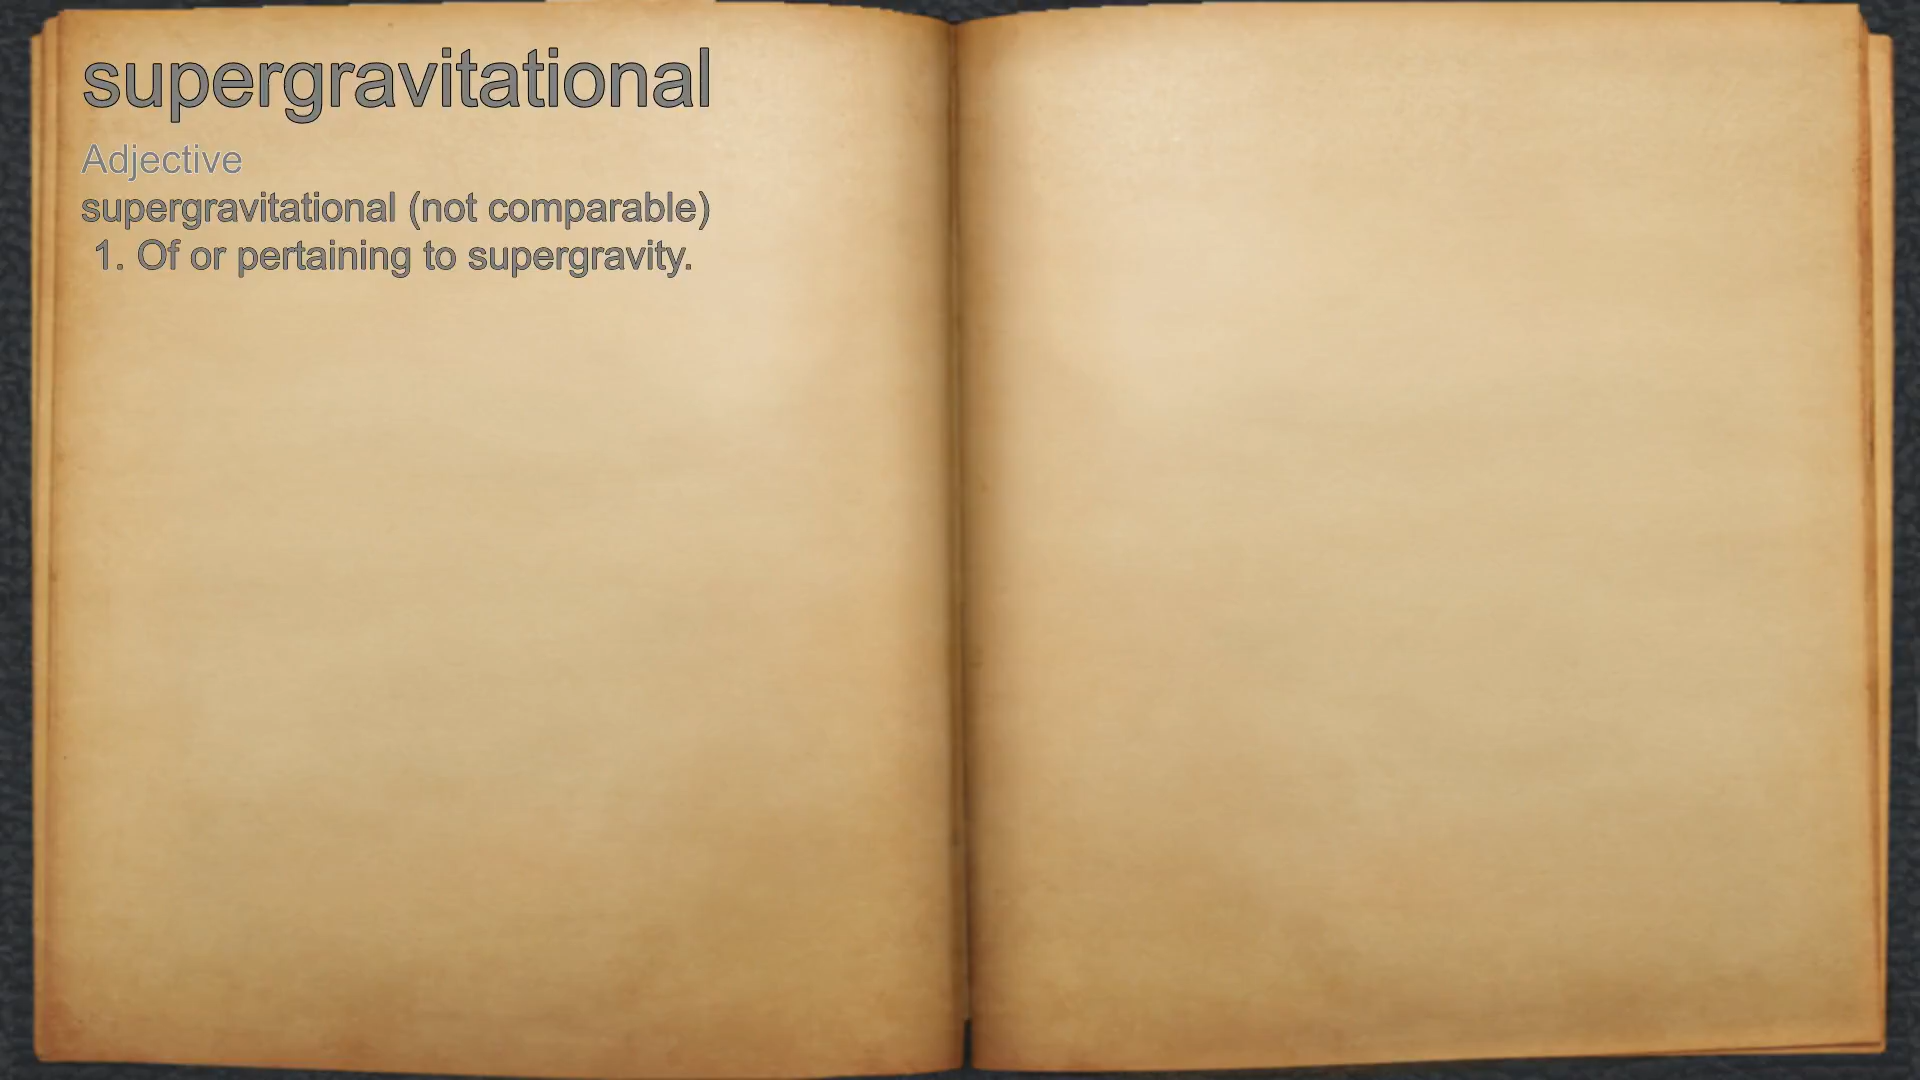 supergravitational
Adjective
supergravitational (not comparable)
1. Of or pertaining to supergravity.